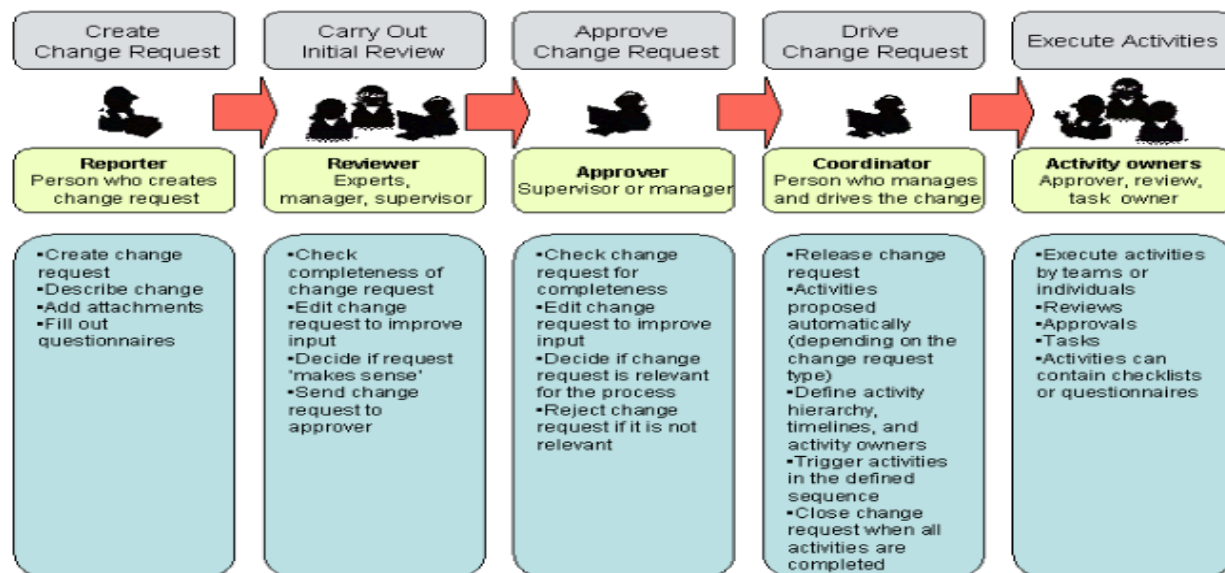 Create
Change Request
Carry Out
Initial Review
Approve
Change Request
Drive
Change Request
Execute Activities
Reporter
Person who creates
change request
Reviewer
Experts,
manager, supervisor
Approver
Supervisor or manager
Coordinator
Person who manages
and drives the change
Activity owners
Approver, review,
task owner
▪Create change
request
▪Describe change
▪Add attachments
▪Fill out
questionnaires
▪Check
completeness of
change request
▪Edit change
request to improve
input
▪Decide if request
'makes sense'
▪Send change
request to
approver
▪Check change
request for
completeness
▪Edit change
request to improve
input
▪Decide if change
request is relevant
for the process
▪Reject change
request if it is not
relevant
▪Release change
request
▪Activities
proposed
automatically
(depending on the
change request
type)
▪Define activity
hierarchy,
timelines, and
activity owners
▪Trigger activities
in the defined
sequence
▪Close change
request when all
activities are
completed
▪Execute activities
by teams or
individuals
▪Reviews
▪Approvals
▪Tasks
▪Activities can
contain checklists
or questionnaires